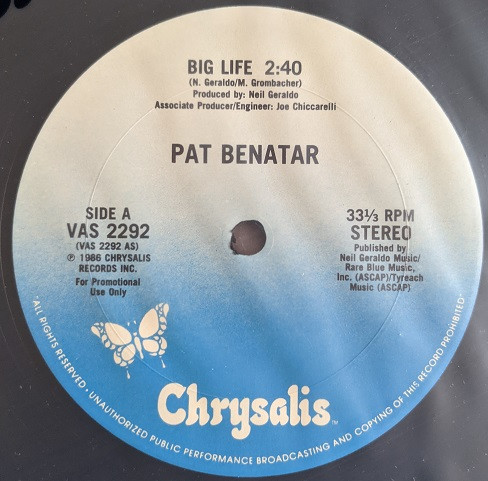 BIG LIFE 2:40
(N. Geraldo/M. Grombacher)
Produced by: Neil Geraldo
Associate Producer/Engineer: Joe Chiccarelli
PAT BENATAR
SIDE A
VAS 2292
(VAS 2292 AS)
℗ 1986 CHRYSALIS
RECORDS INC.
For Promotional
Use Only
33⅓ RPM
STEREO
Published by
Neil Geraldo Music/
Rare Blue Music,
Inc. (ASCAP)/Tyreach
Music (ASCAP)
Chrysalis™
"ALL RIGHTS RESERVED · UNAUTHORIZED PUBLIC PERFORMANCE BROADCASTING AND COPYING OF THIS RECORD PROHIBITED"